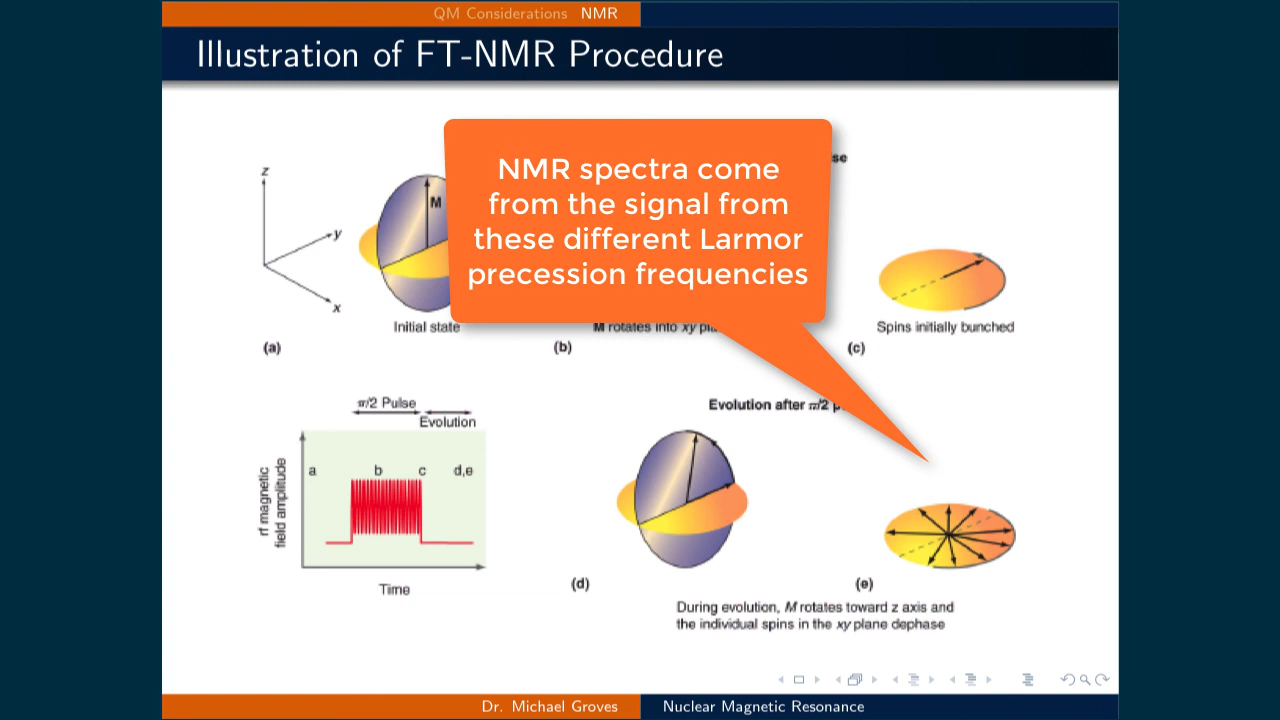 QM Considerations NMR
Illustration of FT-NMR Procedure
NMR spectra come
from the signal from
these different Larmor
precession frequencies
z
y
x
M
Initial state
M rotates into xy
Spins initially bunched
(a)
(b)
(c)
π/2 Pulse
Evolution
a
b
c
d,e
rf magnetic
field amplitude
Time
Evolution after π/2
(d)
(e)
During evolution, M rotates toward z axis and
the individual spins in the xy plane dephase
Dr. Michael Groves
Nuclear Magnetic Resonance